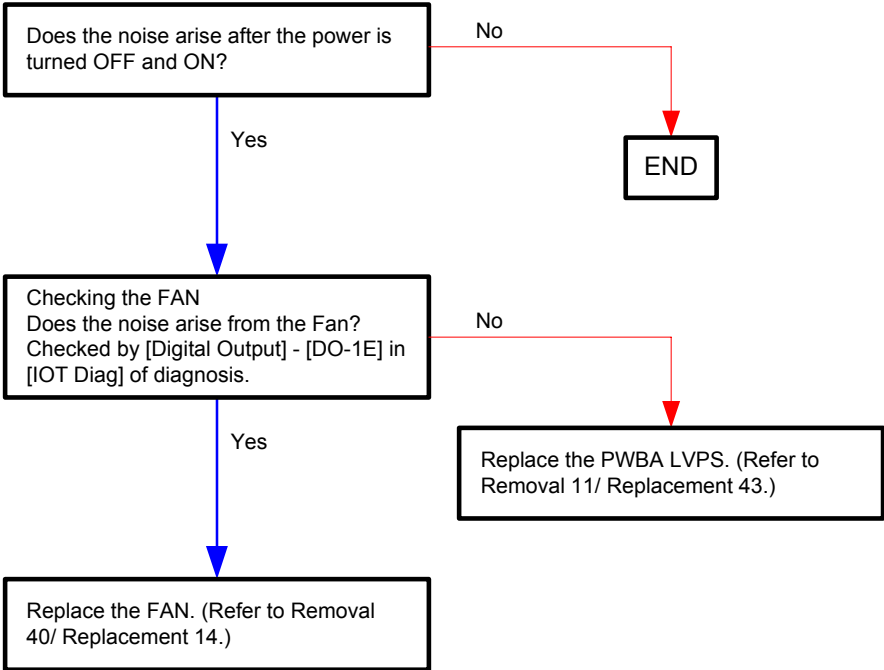 Does the noise arise after the power is
turned OFF and ON?
No
Yes
END
Checking the FAN
Does the noise arise from the Fan?
Checked by [Digital Output] - [DO-1E] in
[IOT Diag] of diagnosis.
No
Yes
Replace the PWBA LVPS. (Refer to
Removal 11/ Replacement 43.)
Replace the FAN. (Refer to Removal
40/ Replacement 14.)